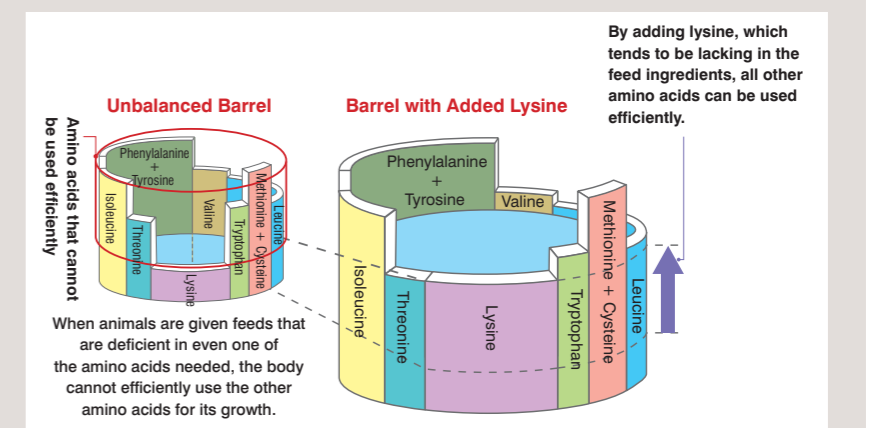 By adding lysine, which
tends to be lacking in the
feed ingredients, all other
amino acids can be used
efficiently.
Unbalanced Barrel
Barrel with Added Lysine
Amino acids that cannot
be used efficiently
Phenylalanine
+
Tyrosine
Isoleucine
Threonine
Valine
Lysine
Tryptophan
Methionine + Cysteine
Leucine
When animals are given feeds that
are deficient in even one of
the amino acids needed, the body
cannot efficiently use the other
amino acids for its growth.
Phenylalanine
+
Tyrosine
Valine
Isoleucine
Threonine
Lysine
Tryptophan
Methionine + Cysteine
Leucine